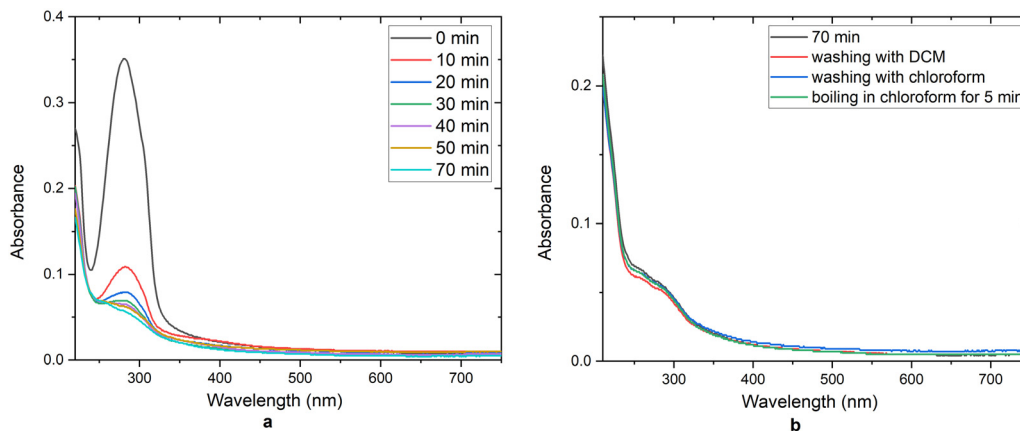 0.4
0.3
0.2
0.1
0.0
Absorbance
0 min
10 min
20 min
30 min
40 min
50 min
70 min
300
400
500
600
700
Wavelength (nm)
a
0.2
0.1
0.0
Absorbance
70 min
washing with DCM
washing with chloroform
boiling in chloroform for 5 min
300
400
500
600
700
Wavelength (nm)
b